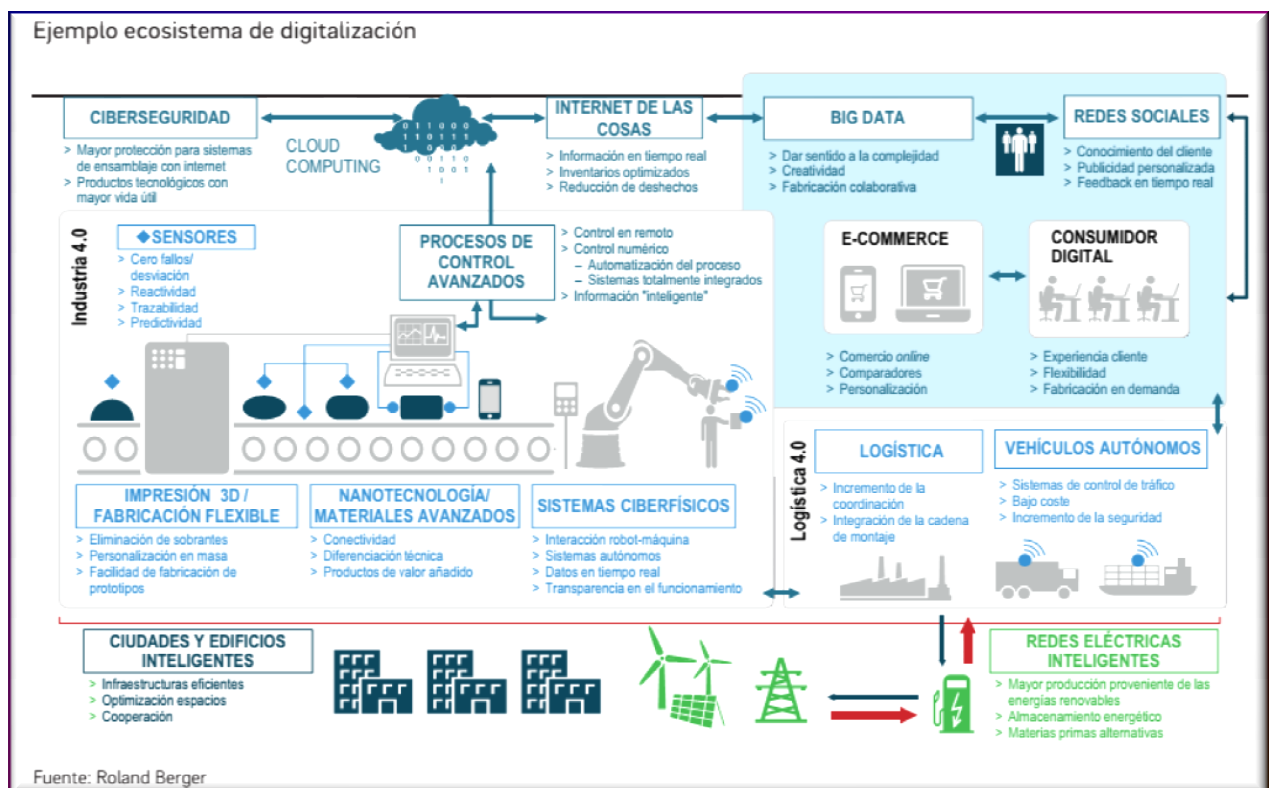 Ejemplo ecosistema de digitalización
CIBERSEGURIDAD
> Mayor protección para sistemas
de ensamblaje con internet
> Productos tecnológicos con
mayor vida útil
CLOUD
COMPUTING
011000
INTERNET DE LAS
COSAS
> Información en tiempo real
> Inventarios optimizados
> Reducción de deshechos
BIG DATA
> Dar sentido a la complejidad
> Creatividad
> Fabricación colaborativa
REDES SOCIALES
> Conocimiento del cliente
> Publicidad personalizada
> Feedback en tiempo real
Industria 4.0
SENSORES
> Cero fallos/
desviación
> Reactividad
> Trazabilidad
> Predictividad
PROCESOS DE
CONTROL
AVANZADOS
> Control en remoto
> Control numérico
– Automatización del proceso
– Sistemas totalmente integrados
> Información "inteligente"
E-COMMERCE
> Comercio online
> Comparadores
> Personalización
CONSUMIDOR
DIGITAL
> Experiencia cliente
> Flexibilidad
> Fabricación en demanda
IMPRESIÓN 3D /
FABRICACIÓN FLEXIBLE
> Eliminación de sobrantes
> Personalización en masa
> Facilidad de fabricación de
prototipos
NANOTECNOLOGÍA/
MATERIALES AVANZADOS
> Conectividad
> Diferenciación técnica
> Productos de valor añadido
SISTEMAS CIBERFÍSICOS
> Interacción robot-máquina
> Sistemas autónomos
> Datos en tiempo real
> Transparencia en el funcionamiento
Logística 4.0
LOGÍSTICA
> Incremento de la
coordinación
> Integración de la cadena
de montaje
VEHÍCULOS AUTÓNOMOS
> Sistemas de control de tráfico
> Bajo coste
> Incremento de la seguridad
CIUDADES Y EDIFICIOS
INTELIGENTES
> Infraestructuras eficientes
> Optimización espacios
> Cooperación
REDES ELÉCTRICAS
INTELIGENTES
> Mayor producción proveniente de las
energías renovables
> Almacenamiento energético
> Materias primas alternativas
Fuente: Roland Berger